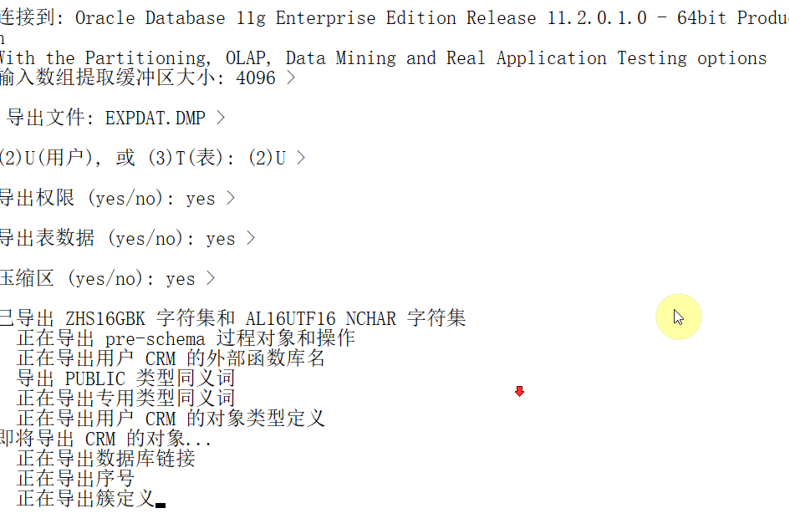 连接到: Oracle Database 11g Enterprise Edition Release 11.2.0.1.0 - 64bit Produc
n
With the Partitioning, OLAP, Data Mining and Real Application Testing options
输入数组提取缓冲区大小: 4096 >
导出文件: EXPDAT.DMP >
(2)U(用户), 或 (3)T(表): (2)U >
导出权限 (yes/no): yes >
导出表数据 (yes/no): yes >
压缩区 (yes/no): yes >
已导出 ZHS16GBK 字符集和 AL16UTF16 NCHAR 字符集
正在导出 pre-schema 过程对象和操作
正在导出用户 CRM 的外部函数库名
导出 PUBLIC 类型同义词
正在导出专用类型同义词
正在导出用户 CRM 的对象类型定义
即将导出 CRM 的对象...
正在导出数据库链接
正在导出序号
正在导出簇定义